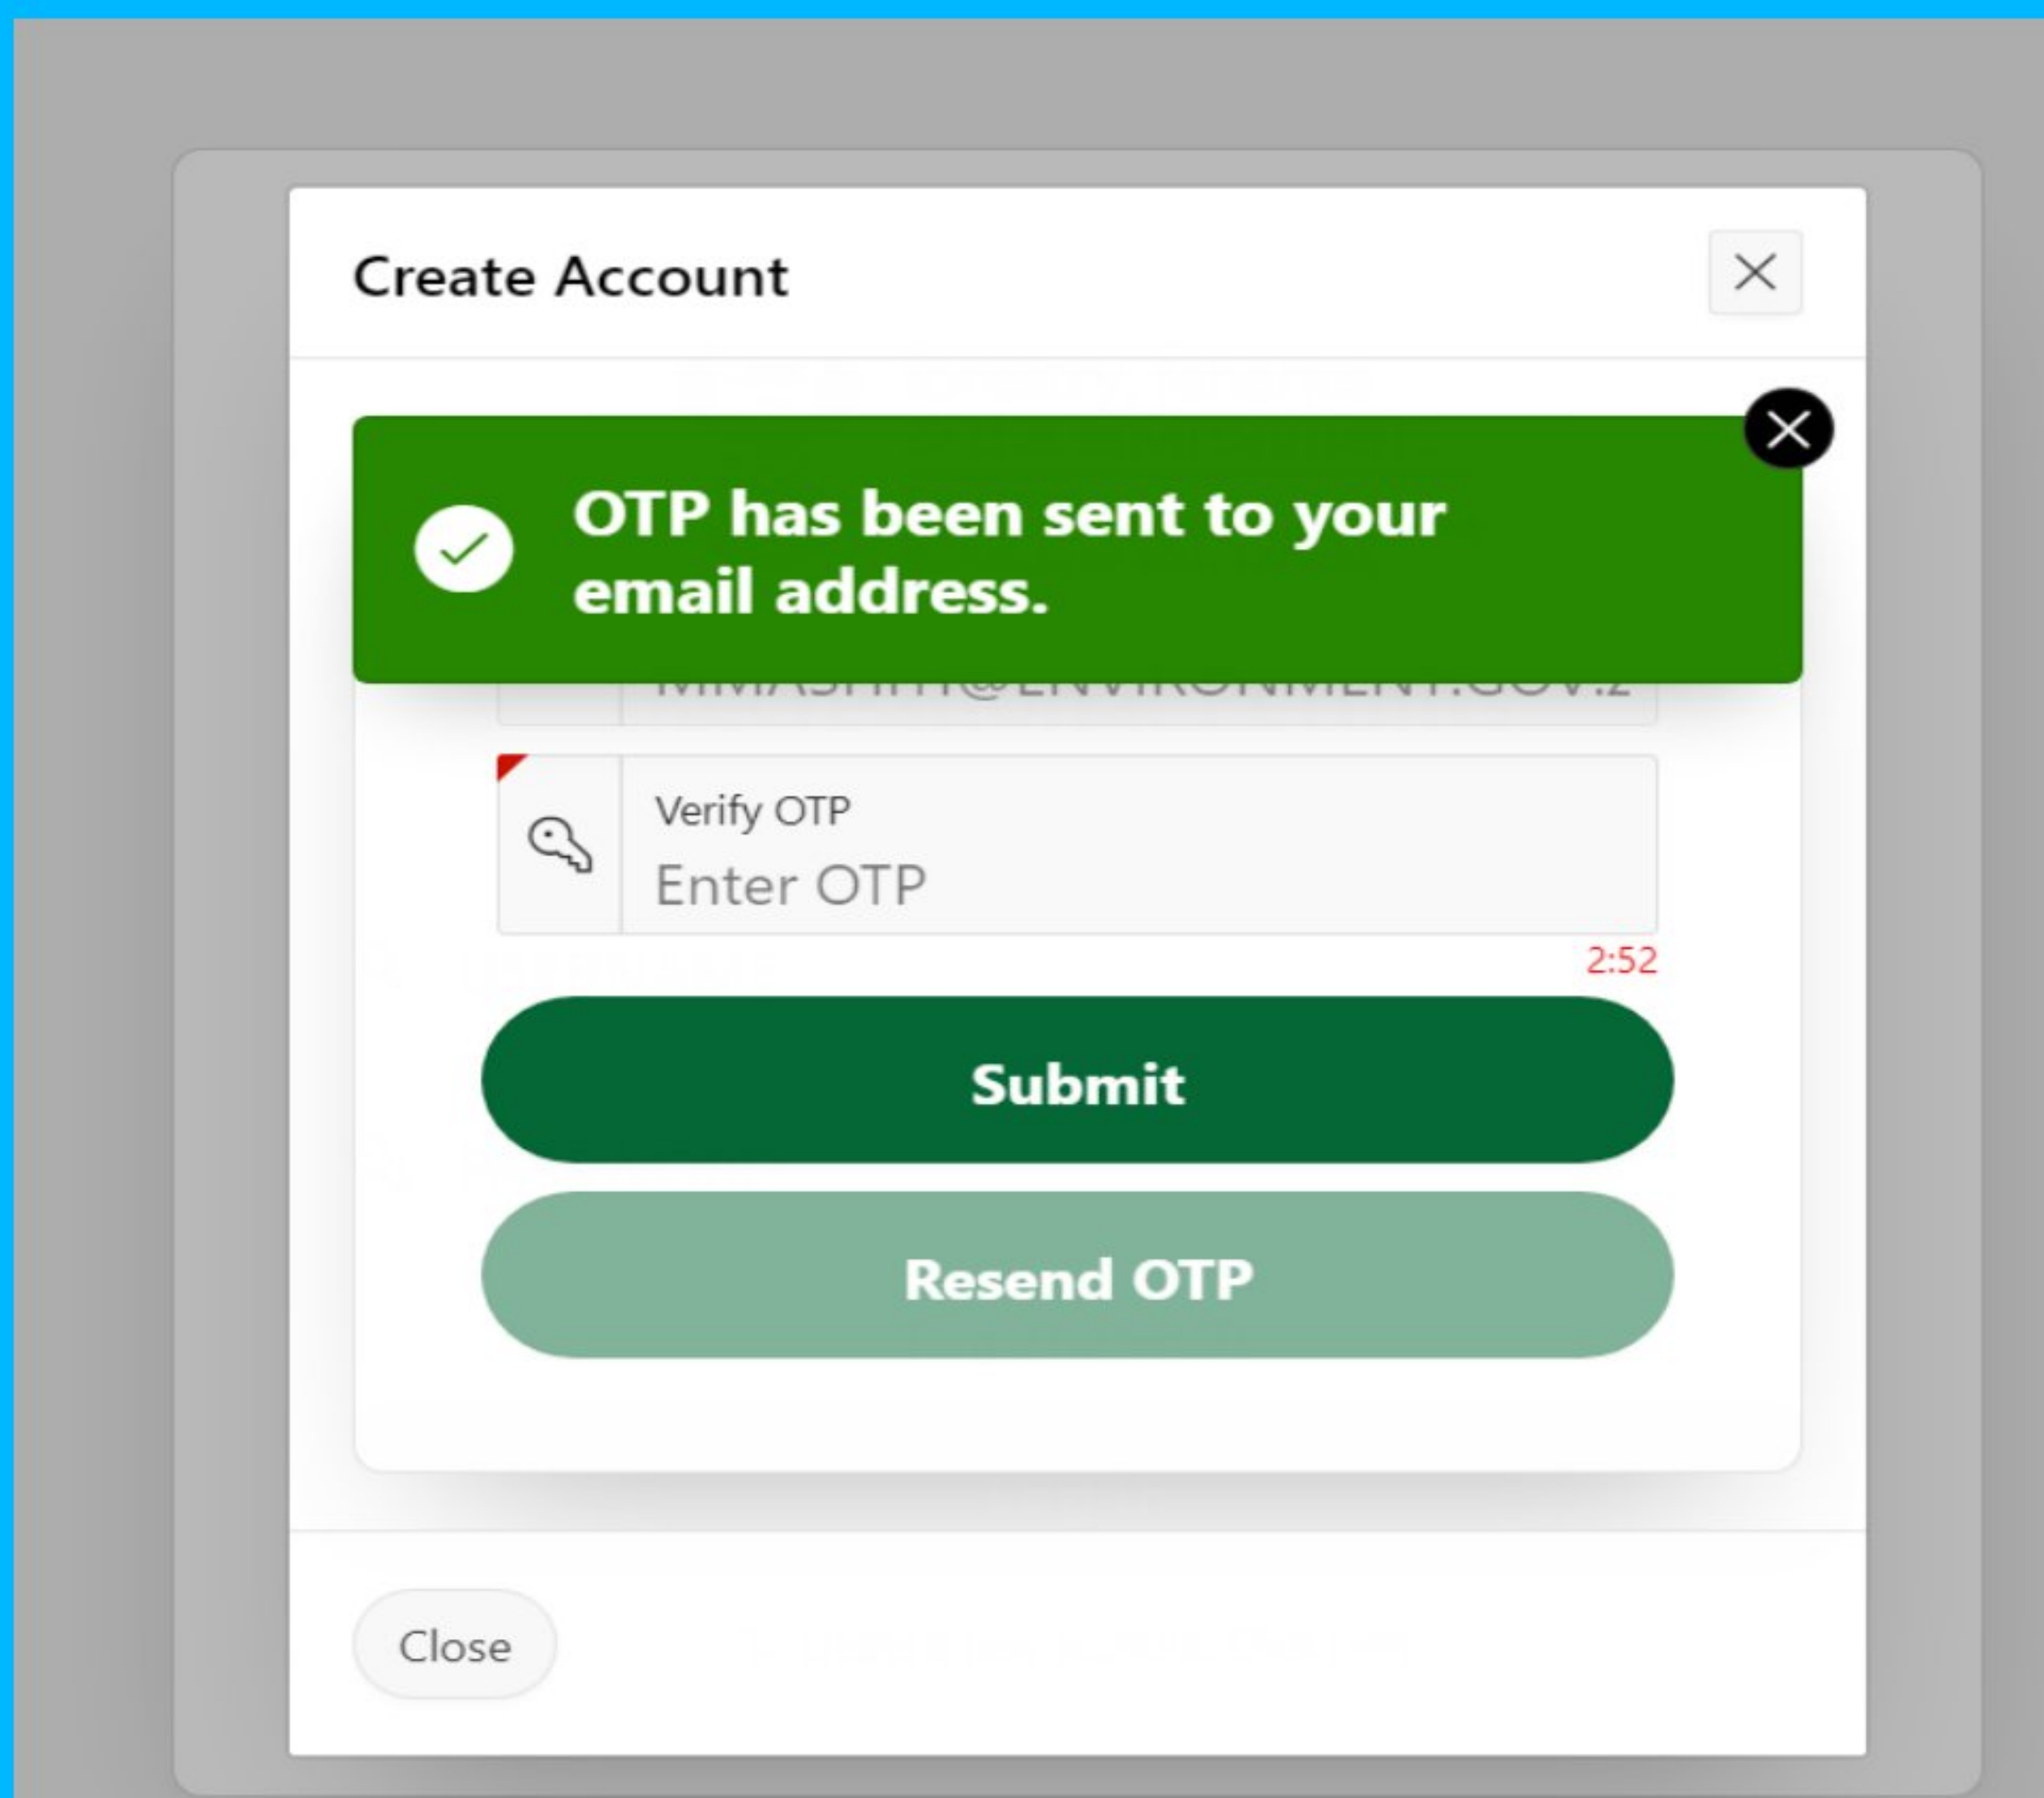 Create Account
OTP has been sent to your
email address.
Verify OTP
Enter OTP
2:52
Submit
Resend OTP
Close